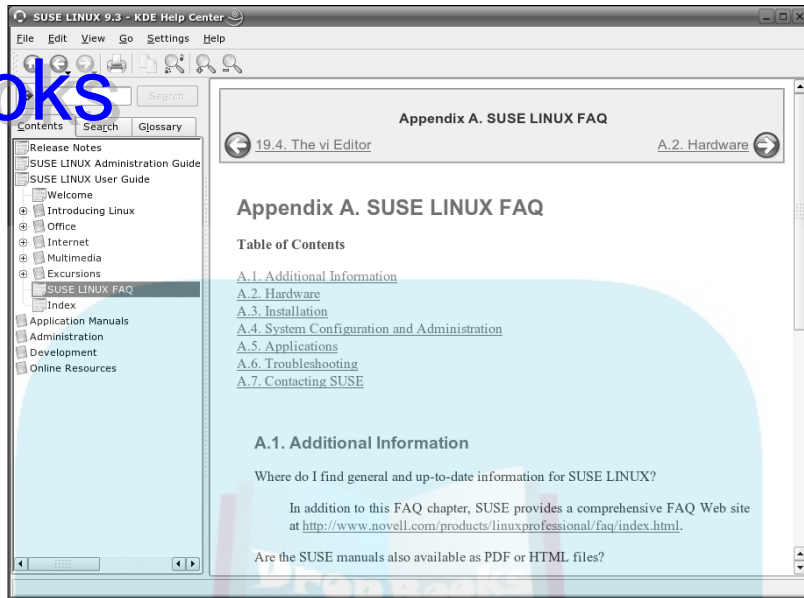 SUSE LINUX 9.3 - KDE Help Center
File Edit View Go Settings Help
ooks
Search
Contents Search Glossary
Release Notes
SUSE LINUX Administration Guide
SUSE LINUX User Guide
Welcome
Introducing Linux
Office
Internet
Multimedia
Excursions
SUSE LINUX FAQ
Index
Application Manuals
Administration
Development
Online Resources
Appendix A. SUSE LINUX FAQ
19.4. The vi Editor
A.2. Hardware
Appendix A. SUSE LINUX FAQ
Table of Contents
A.1. Additional Information
A.2. Hardware
A.3. Installation
A.4. System Configuration and Administration
A.5. Applications
A.6. Troubleshooting
A.7. Contacting SUSE
A.1. Additional Information
Where do I find general and up-to-date information for SUSE LINUX?
In addition to this FAQ chapter, SUSE provides a comprehensive FAQ Web site
at http://www.novell.com/products/linuxprofessional/faq/index.html.
Are the SUSE manuals also available as PDF or HTML files?
DropBooks